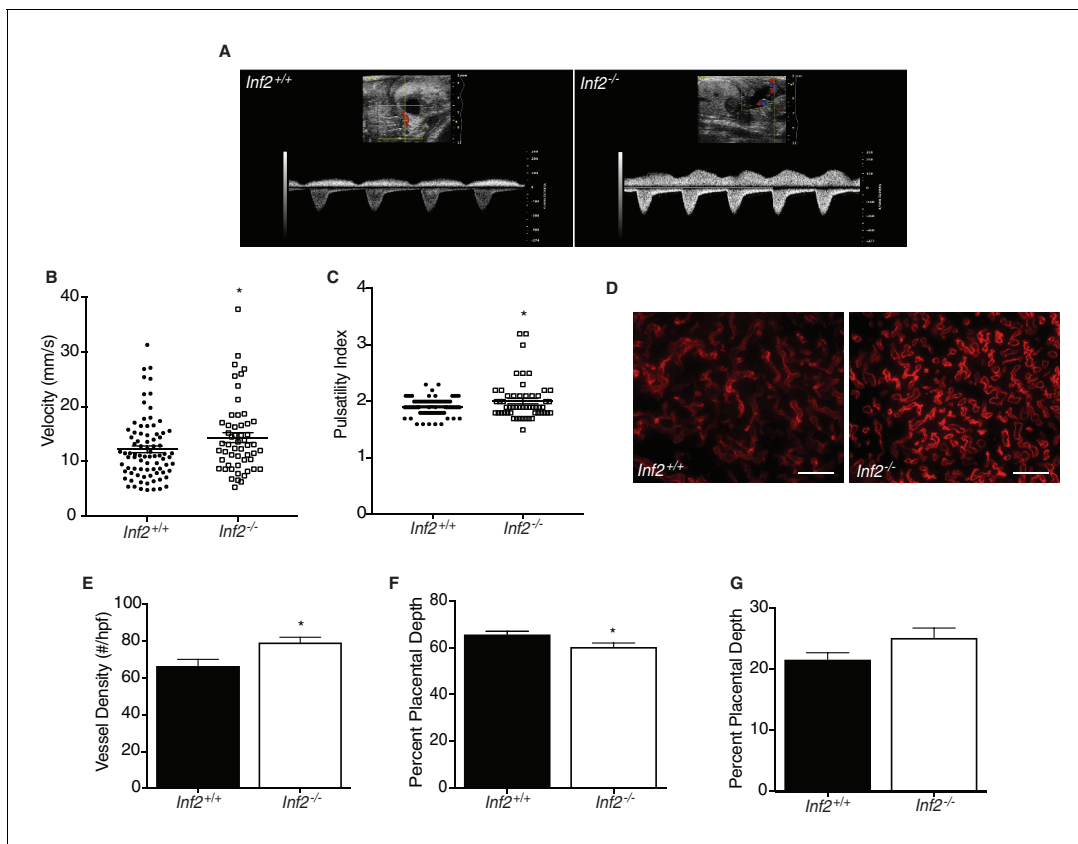 A
Inf2+/+
Inf2-/-
B
Velocity (mm/s)
40
30
20
10
0
*
Inf2+/+
Inf2-/-
C
Pulsatility Index
4
3
2
1
0
*
Inf2+/+
Inf2-/-
D
Inf2+/+
Inf2-/-
E
Vessel Density (#/hpf)
100
80
60
40
20
0
*
Inf2+/+
Inf2-/-
F
Percent Placental Depth
80
60
40
20
0
*
Inf2+/+
Inf2-/-
G
Percent Placental Depth
30
20
10
0
Inf2+/+
Inf2-/-